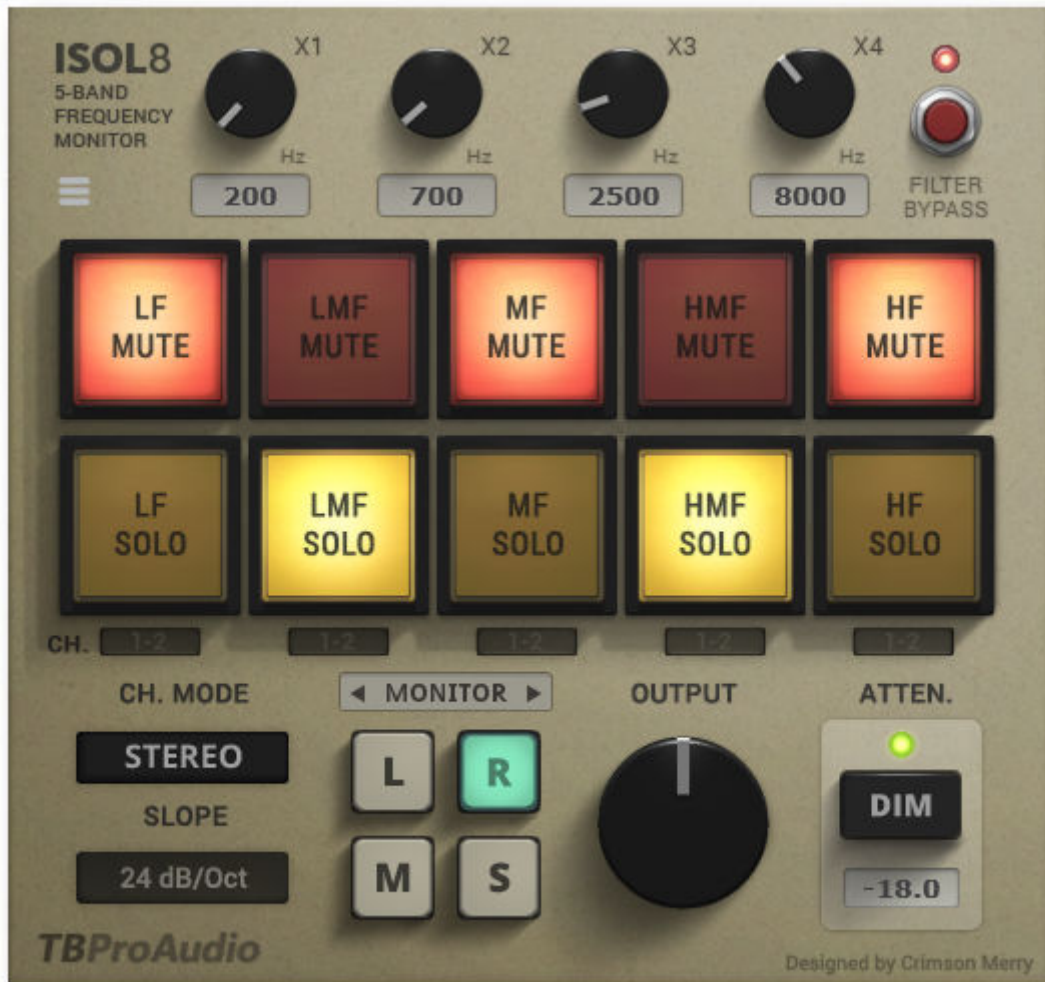 ISOL8
5-BAND
FREQUENCY
MONITOR
X1
X2
X3
X4
Hz
Hz
Hz
Hz
200
700
2500
8000
FILTER
BYPASS
LF
MUTE
LMF
MUTE
MF
MUTE
HMF
MUTE
HF
MUTE
LF
SOLO
LMF
SOLO
MF
SOLO
HMF
SOLO
HF
SOLO
CH.
1-2
1-2
1-2
1-2
1-2
CH. MODE
◄ MONITOR ►
OUTPUT
ATTEN.
STEREO
L
R
DIM
SLOPE
24 dB/Oct
M
S
-18.0
TBProAudio
Designed by Crimson Merry